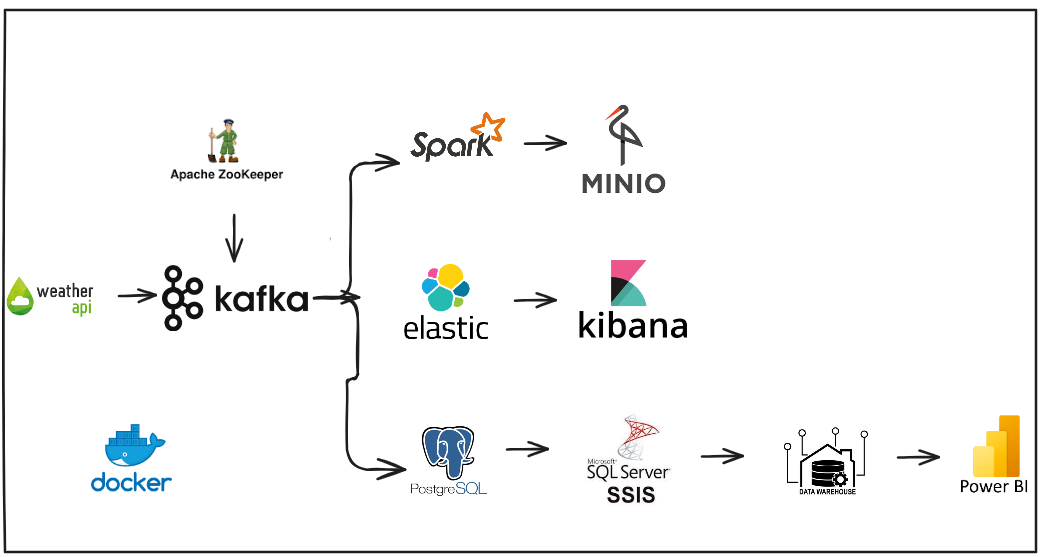 Apache ZooKeeper
Spark
MINIO
weather
api
kafka
elastic
kibana
docker
PostgreSQL
Microsoft
SQL Server
SSIS
DATA WAREHOUSE
Power BI